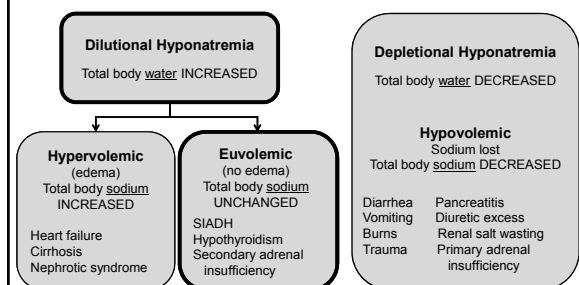 Dilutional Hyponatremia
Total body water INCREASED
Hypervolemic
(edema)
Total body sodium
INCREASED
Heart failure
Cirrhosis
Nephrotic syndrome
Euvolemic
(no edema)
Total body sodium
UNCHANGED
SIADH
Hypothyroidism
Secondary adrenal
insufficiency
Depletional Hyponatremia
Total body water DECREASED
Hypovolemic
Sodium lost
Total body sodium DECREASED
Diarrhea
Vomiting
Burns
Trauma
Pancreatitis
Diuretic excess
Renal salt wasting
Primary adrenal
insufficiency